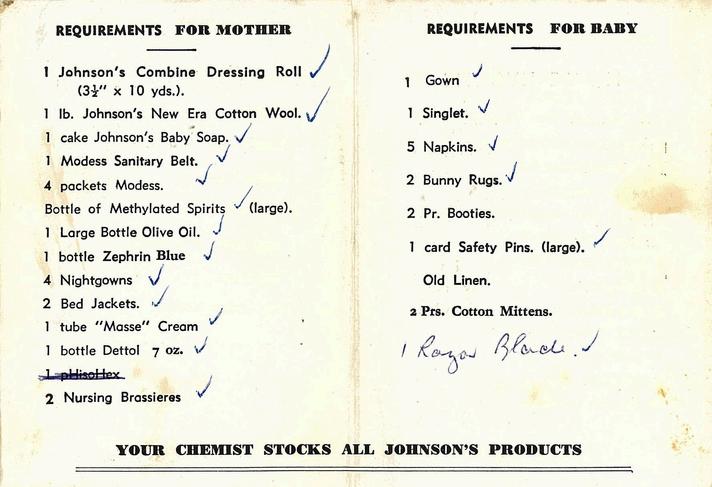 REQUIREMENTS FOR MOTHER
1 Johnson's Combine Dressing Roll
(3½" x 10 yds.).
1 lb. Johnson's New Era Cotton Wool.
1 cake Johnson's Baby Soap.
1 Modess Sanitary Belt.
4 packets Modess.
Bottle of Methylated Spirits (large).
1 Large Bottle Olive Oil.
1 bottle Zephrin Blue
4 Nightgowns
2 Bed Jackets.
1 tube "Masse" Cream
1 bottle Dettol 7 oz.
1 pHisoHex
2 Nursing Brassieres
REQUIREMENTS FOR BABY
1 Gown
1 Singlet.
5 Napkins.
2 Bunny Rugs.
2 Pr. Booties.
1 card Safety Pins. (large).
Old Linen.
2 Prs. Cotton Mittens.
1 Razor Blade.
YOUR CHEMIST STOCKS ALL JOHNSON'S PRODUCTS